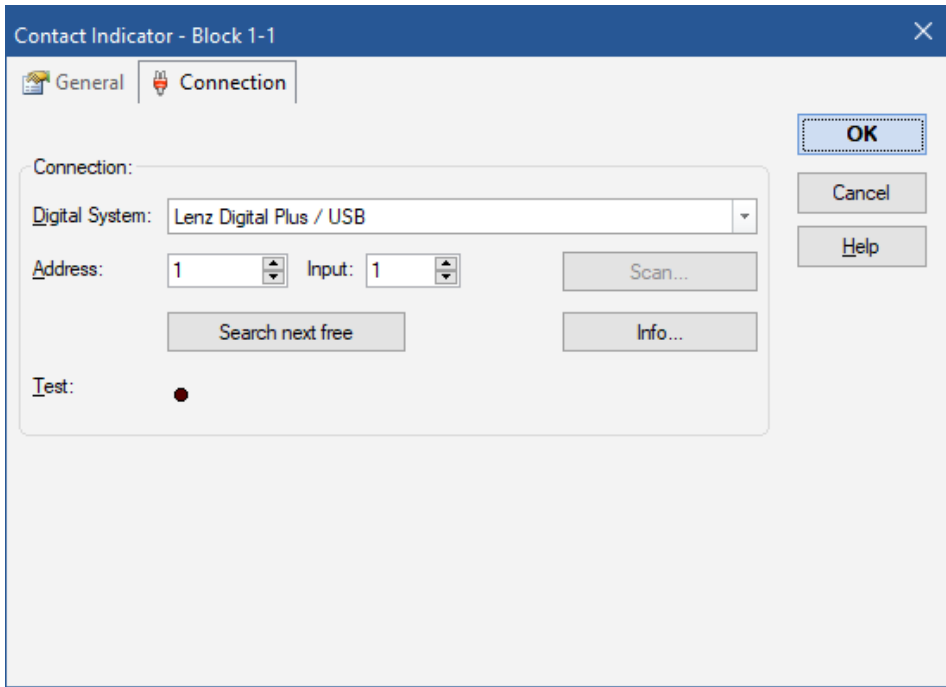 Contact Indicator - Block 1-1
General Connection
OK
Connection:
Cancel
Digital System: Lenz Digital Plus / USB
Help
Address: 1 Input: 1 Scan...
Search next free Info...
Test: